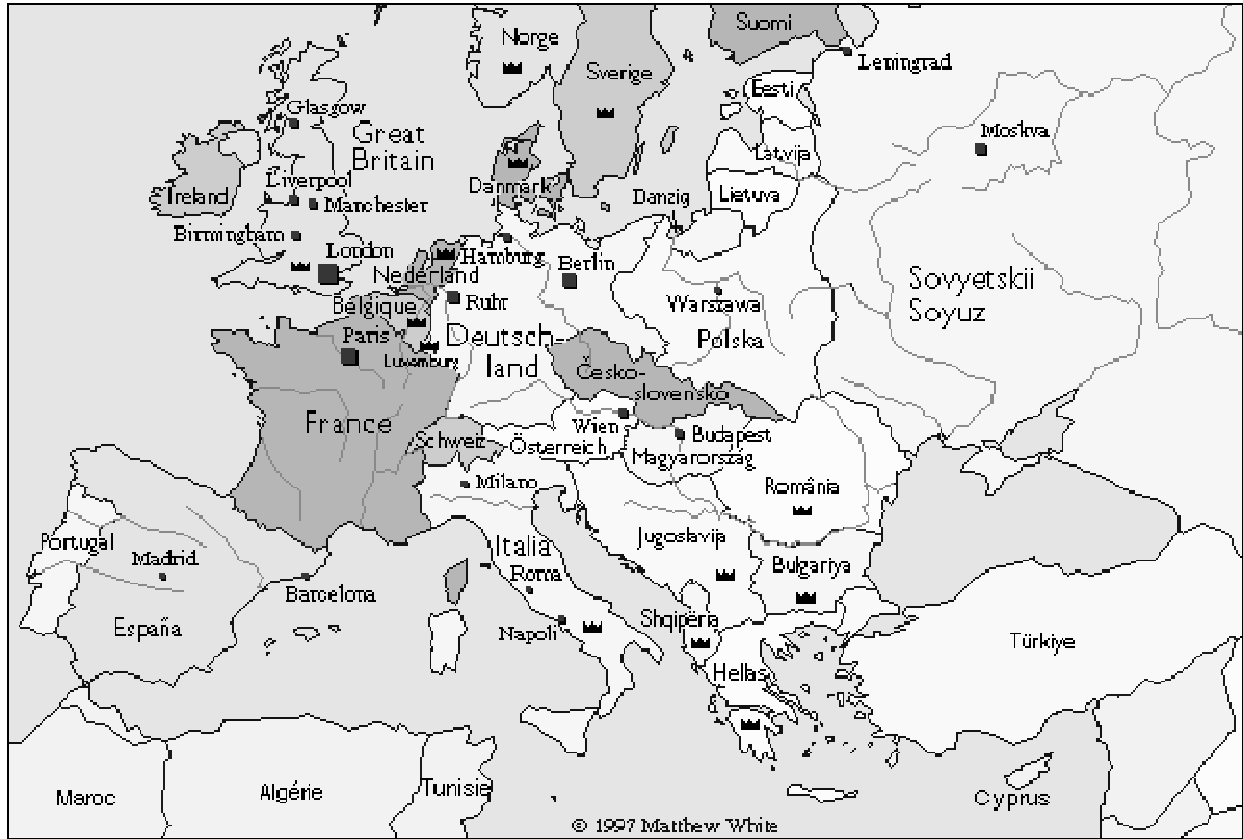 Suomi
Norge
Leningrad
Sverige
Eesti
Glasgow
Great
Britain
Moskva
Latvija
Liverpool
Danmark
Ireland
Manchester
Danzig
Lietuva
Birmingham
London
Hamburg
Berlin
Nederland
Sovyetskii
Soyuz
Belgique
Ruhr
Warszawa
Paris
Deutsch-
land
Polska
Luxemburg
Česko-
slovensko
France
Wien
Budapest
Schweiz
Österreich
Magyarország
Milano
România
Portugal
Jugoslavija
Italia
Madrid
Bulgariya
Roma
Barcelona
España
Napoli
Shqipëria
Türkiye
Hellas
Maroc
Algérie
Tunisie
Cyprus
© 1997 Matthew White